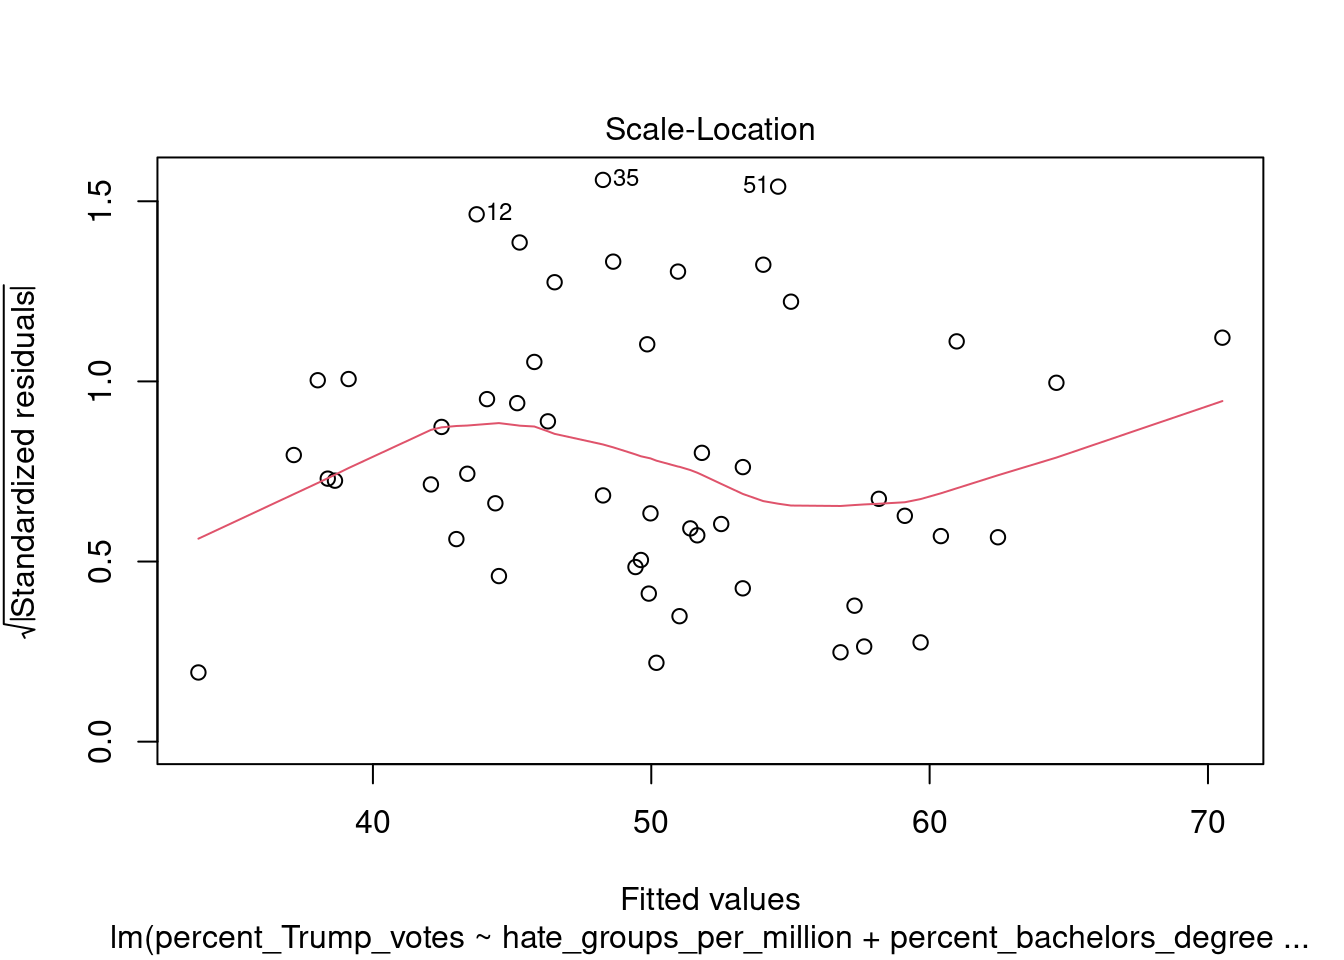 Scale-Location
√|Standardized residuals|
1.5
1.0
0.5
0.0
35
51
12
40 50 60 70
Fitted values
lm(percent_Trump_votes ~ hate_groups_per_million + percent_bachelors_degree ...